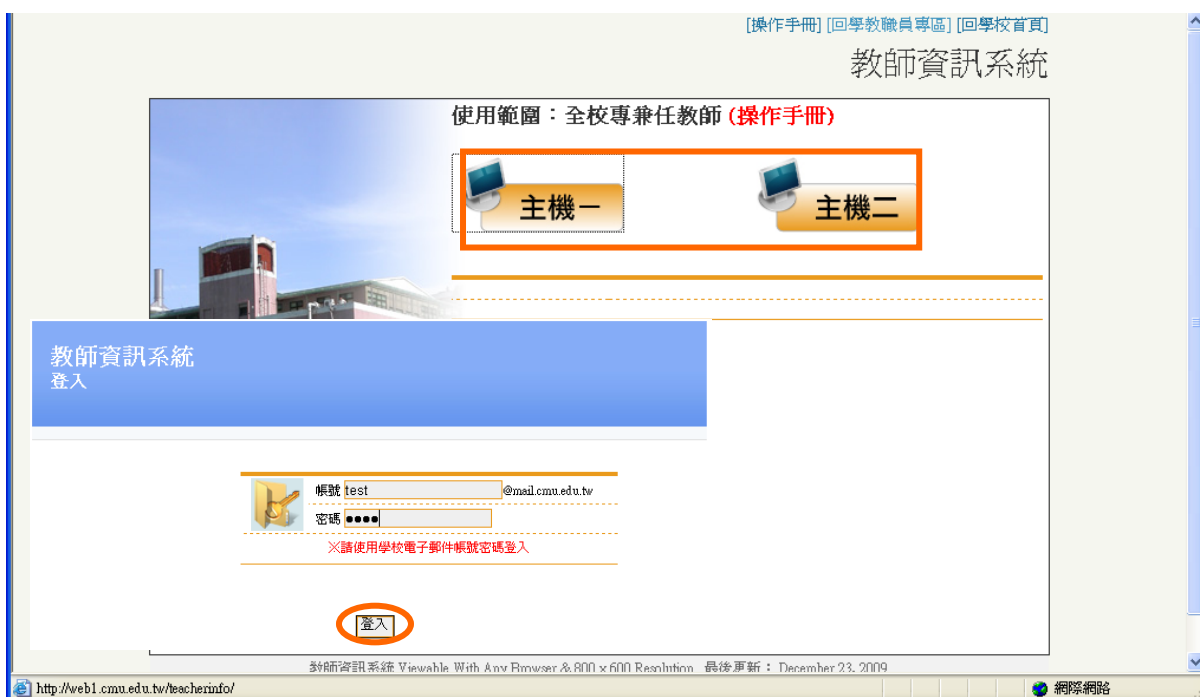 [操作手冊] [回學教職員專區] [回學校首頁]
教師資訊系統
使用範圍：全校專兼任教師 (操作手冊)
主機一
主機二
教師資訊系統
登入
帳號 test @mail.cmu.edu.tw
密碼 ●●●●
※請使用學校電子郵件帳號密碼登入
登入
教師資訊系統 Viewable With Any Browser & 800 x 600 Resolution 最後更新： December 23, 2009
http://web1.cmu.edu.tw/teacherinfo/
網際網路